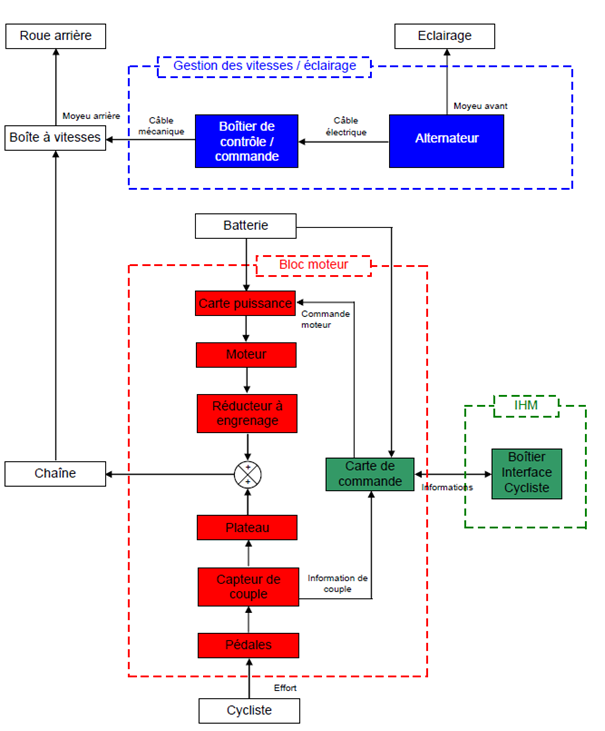 Roue arrière
Eclairage
Gestion des vitesses / éclairage
Moyeu arrière
Moyeu avant
Boîte à vitesses
Câble
mécanique
Boîtier de
contrôle /
commande
Câble
électrique
Alternateur
Batterie
Bloc moteur
Carte puissance
Commande
moteur
Moteur
Réducteur à
engrenage
IHM
Chaîne
+
+
Carte de
commande
Informations
Boîtier
Interface
Cycliste
Plateau
Capteur de
couple
Information de
couple
Pédales
Effort
Cycliste